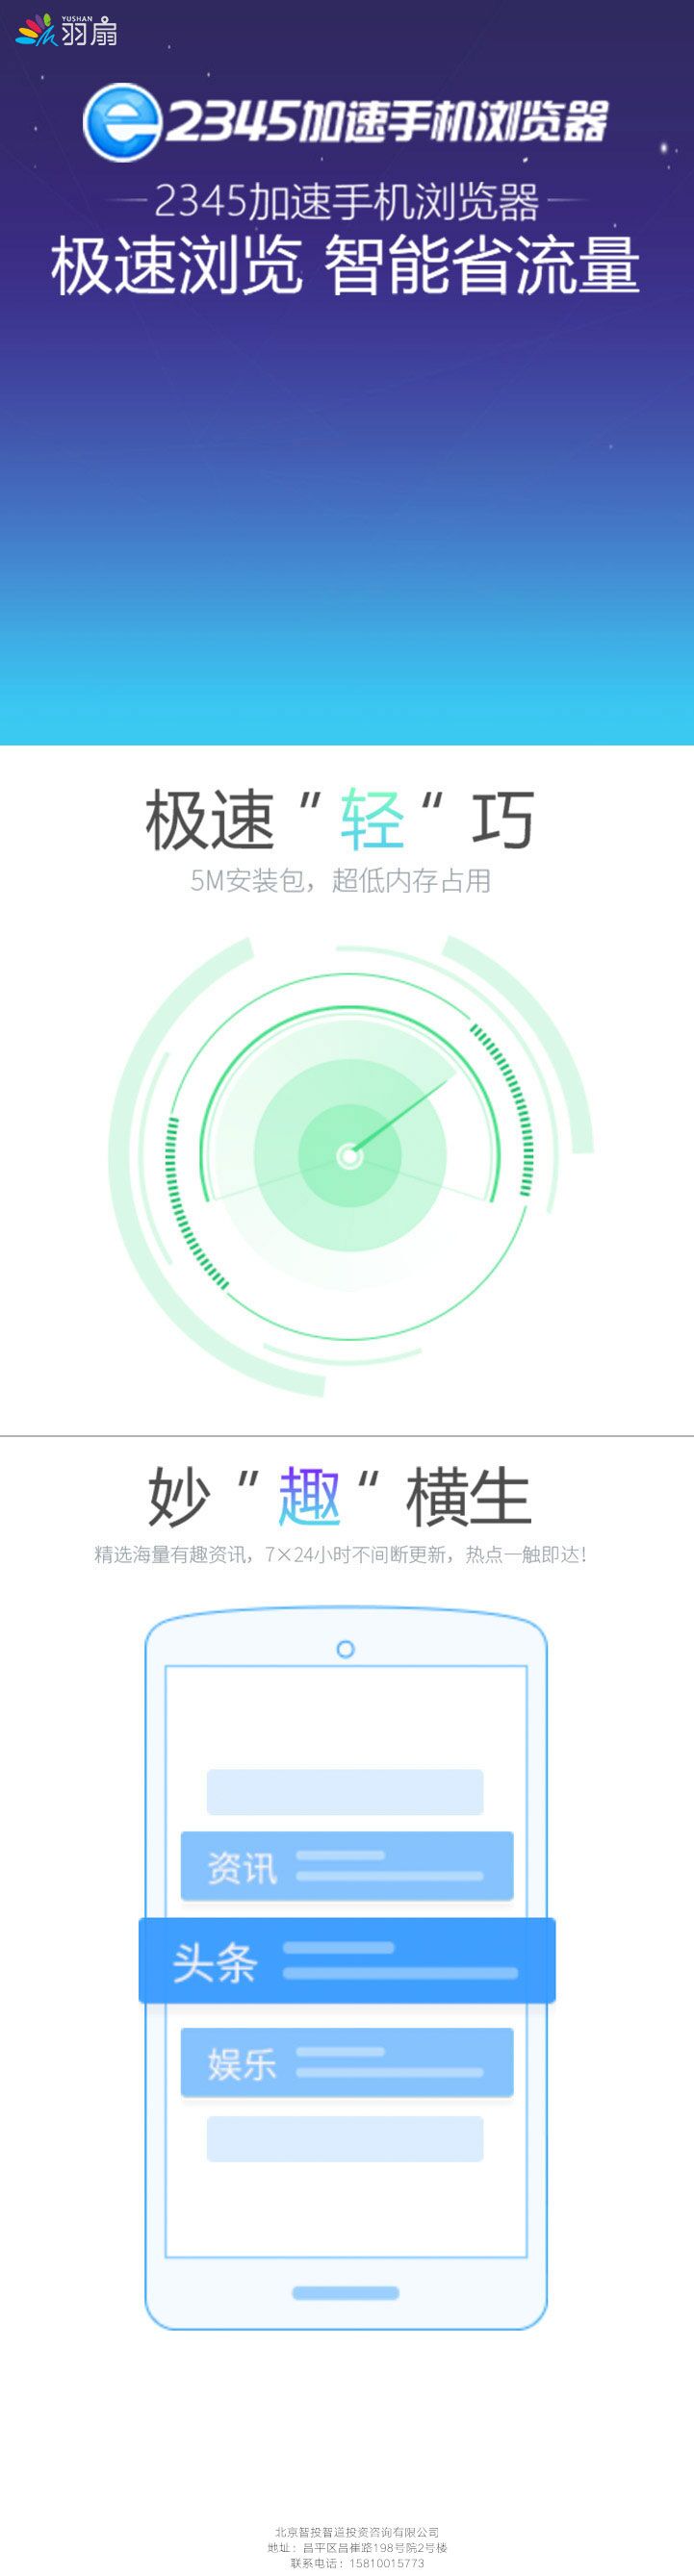 YUSHAN
羽扇
2345加速手机浏览器
2345加速手机浏览器
极速浏览 智能省流量
极速 ” 轻 “ 巧
5M安装包，超低内存占用
妙 ” 趣 “ 横生
精选海量有趣资讯，7×24小时不间断更新，热点一触即达！
资讯
头条
娱乐
北京智投智道投资咨询有限公司
地址：昌平区吕崔路198号院2号楼
联系电话：15810015773